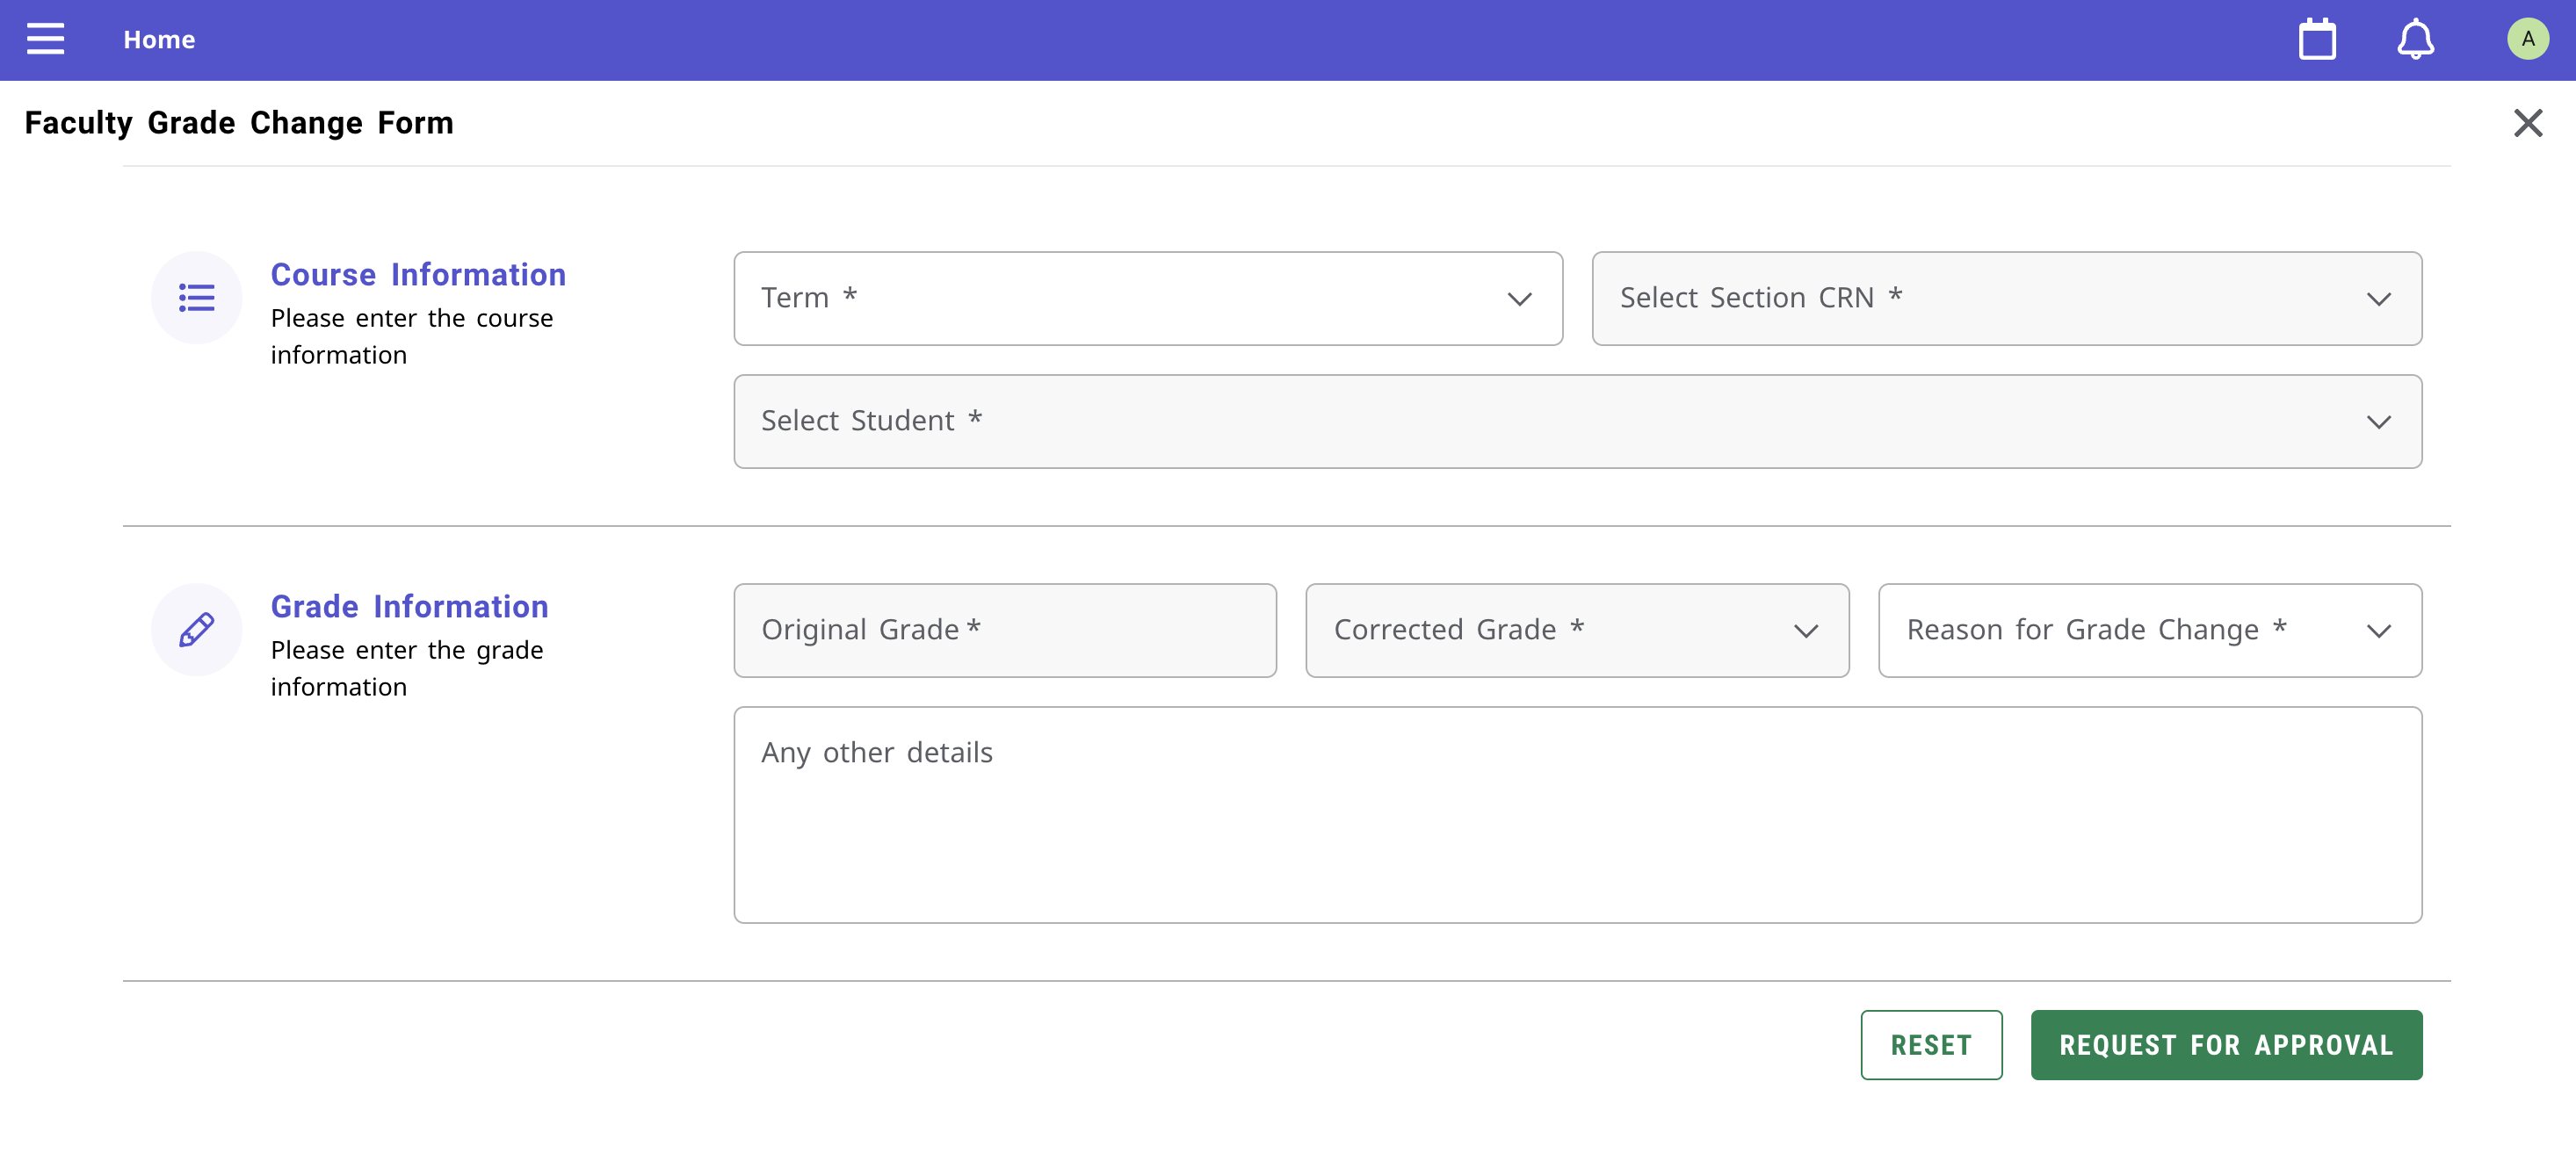 Home
A
Faculty Grade Change Form
Course Information
Please enter the course
information
Term *
Select Section CRN *
Select Student *
Grade Information
Please enter the grade
information
Original Grade *
Corrected Grade *
Reason for Grade Change *
Any other details
RESET
REQUEST FOR APPROVAL